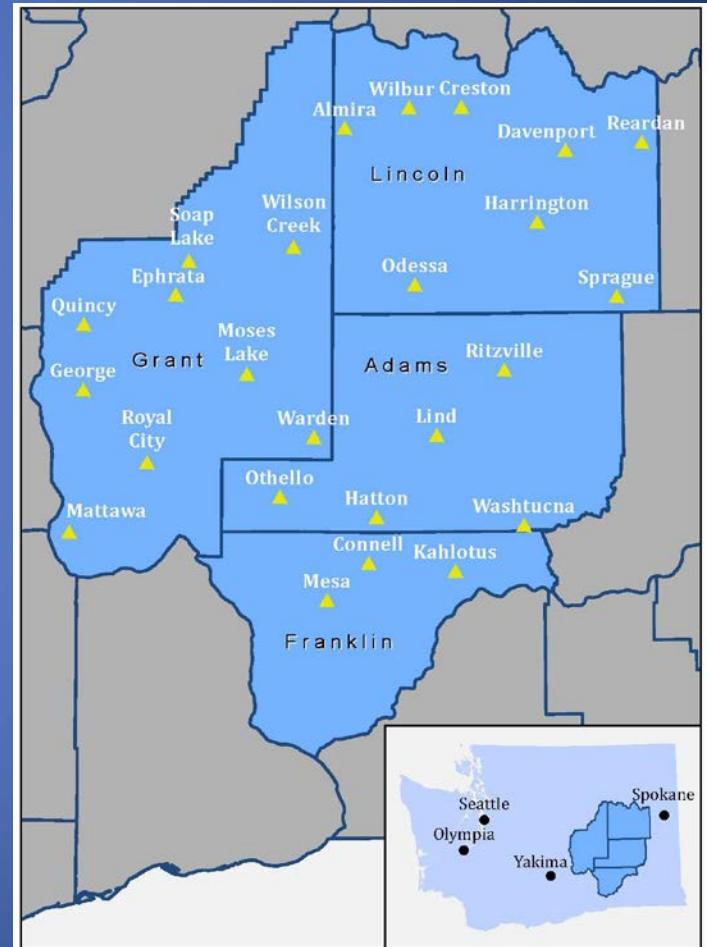 Wilbur
Creston
Almira
Davenport
Reardan
Lincoln
Harrington
Soap
Lake
Wilson
Creek
Ephrata
Odessa
Sprague
Quincy
Moses
Lake
Grant
George
Adams
Ritzville
Royal
City
Warden
Lind
Othello
Hatton
Washtucna
Mattawa
Connell
Kahlotus
Mesa
Franklin
Seattle
Spokane
Olympia
Yakima